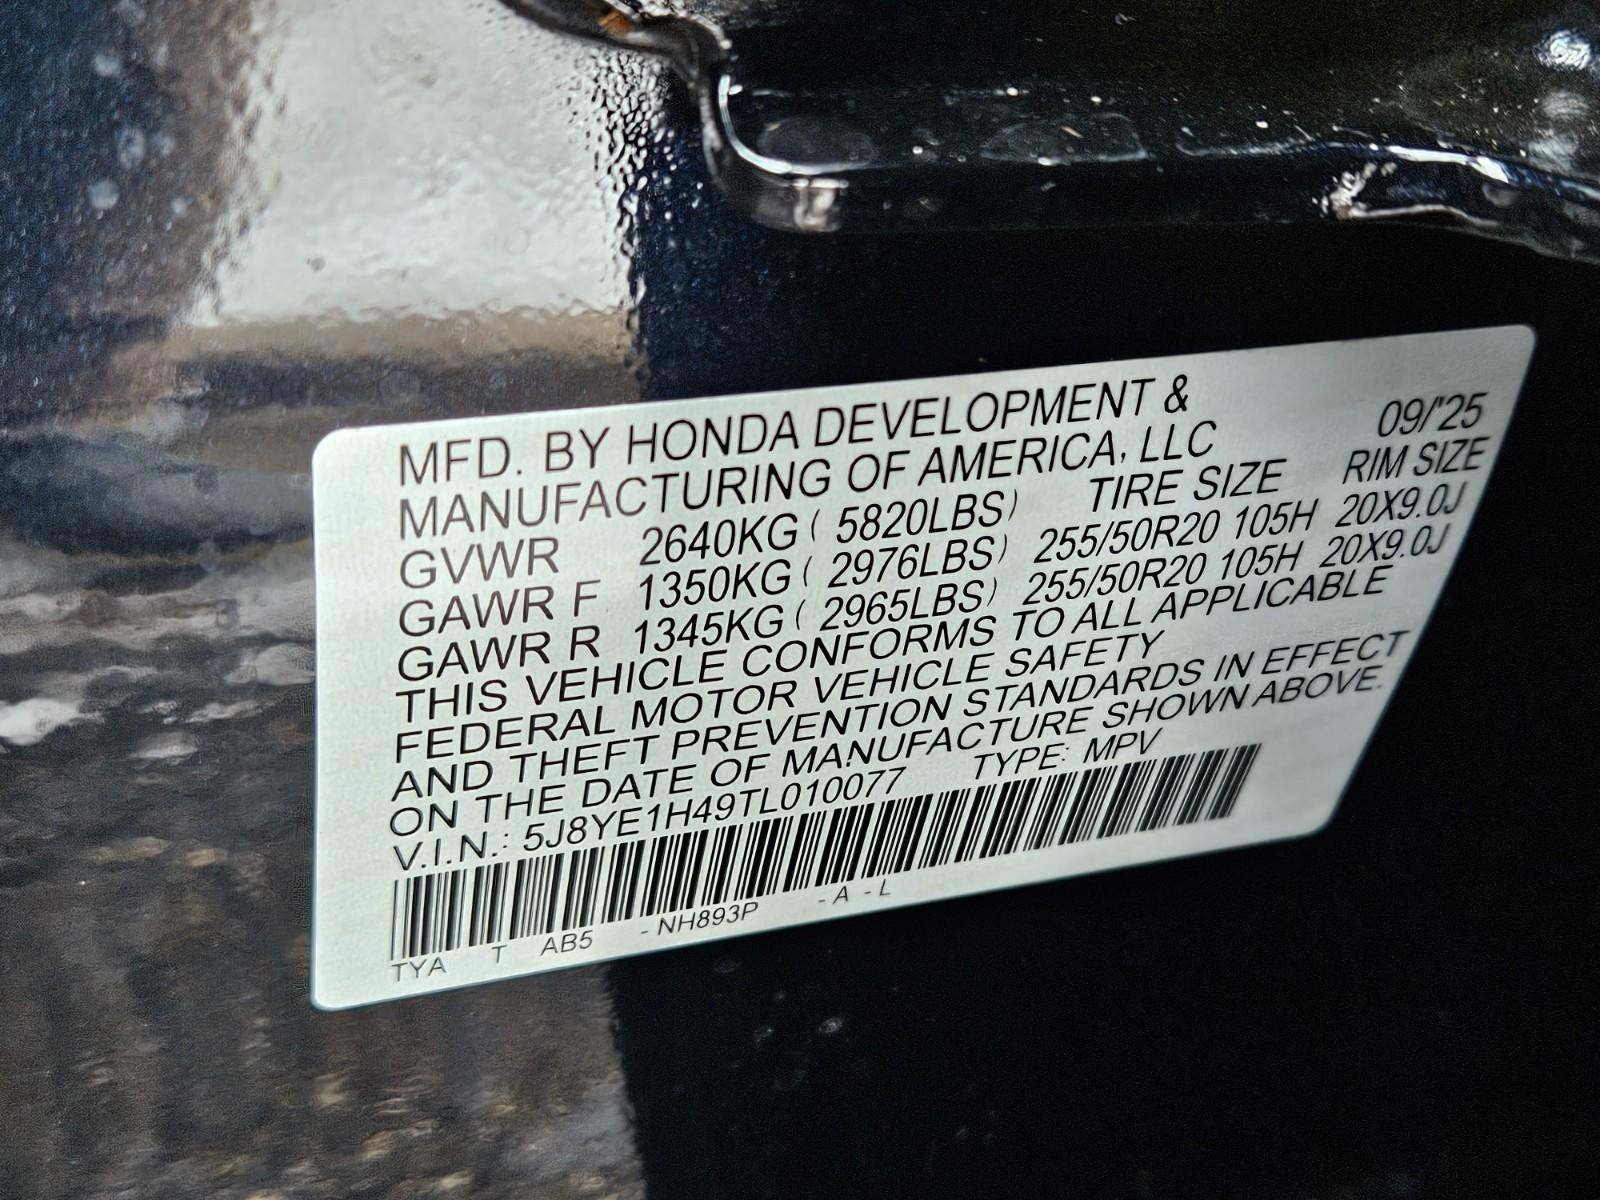 MFD. BY HONDA DEVELOPMENT &
MANUFACTURING OF AMERICA, LLC 09/"25
GVWR 2640KG ( 5820LBS) TIRE SIZE RIM SIZE
GAWR F 1350KG ( 2976LBS) 255/50R20 105H 20X9.0J
GAWR R 1345KG ( 2965LBS) 255/50R20 105H 20X9.0J
THIS VEHICLE CONFORMS TO ALL APPLICABLE
FEDERAL MOTOR VEHICLE SAFETY
AND THEFT PREVENTION STANDARDS IN EFFECT
ON THE DATE OF MANUFACTURE SHOWN ABOVE.
V.I.N.: 5J8YE1H49TL010077 TYPE: MPV
TYA T AB5 - NH893P - A - L